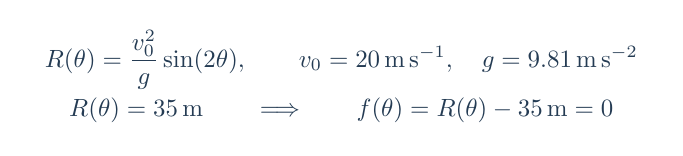 R(θ) = v₀²/g sin(2θ), v₀ = 20 m s⁻¹, g = 9.81 m s⁻²
R(θ) = 35 m ⟹ f(θ) = R(θ) − 35 m = 0